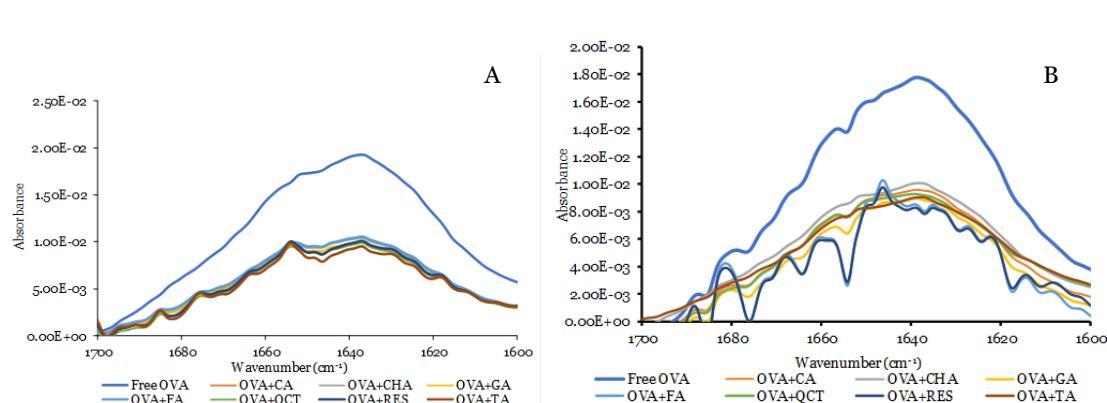 A
2.50E-02
2.00E-02
1.50E-02
1.00E-02
5.00E-03
0.00E+00
Absorbance
1700 1680 1660 1640 1620 1600
Wavenumber (cm⁻¹)
Free OVA OVA+CA OVA+CHA OVA+GA
OVA+FA OVA+QCT OVA+RES OVA+TA
B
2.00E-02
1.80E-02
1.60E-02
1.40E-02
1.20E-02
1.00E-02
8.00E-03
6.00E-03
4.00E-03
2.00E-03
0.00E+00
Absorbance
1700 1680 1660 1640 1620 1600
Wavenumber (cm⁻¹)
Free OVA OVA+CA OVA+CHA OVA+GA
OVA+FA OVA+QCT OVA+RES OVA+TA